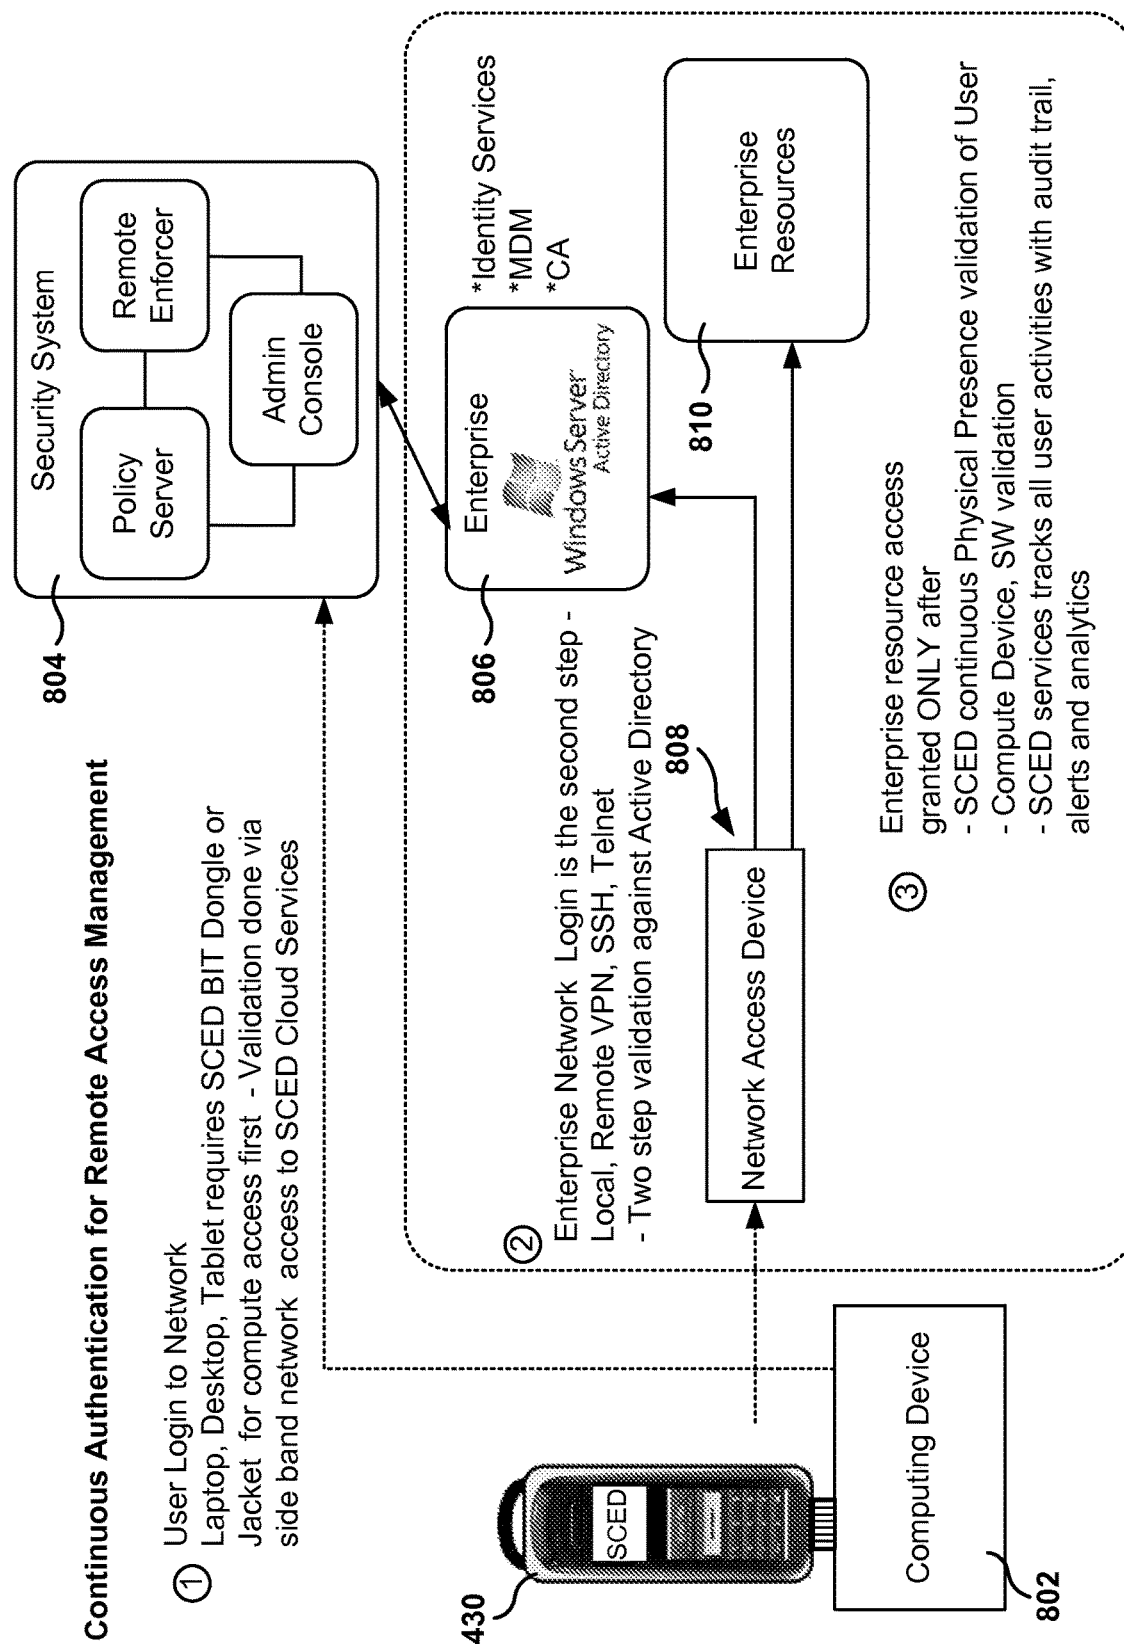 Continuous Authentication for Remote Access Management
1
User Login to Network
Laptop, Desktop, Tablet requires SCED BIT Dongle or
Jacket for compute access first - Validation done via
side band network access to SCED Cloud Services
804
Security System
Policy
Server
Remote
Enforcer
Admin
Console
2
Enterprise Network Login is the second step -
Local, Remote VPN, SSH, Telnet
- Two step validation against Active Directory
806
Enterprise
Windows Server
Active Directory
*Identity Services
*MDM
*CA
430
SCED
Computing Device
802
Network Access Device
808
810
Enterprise
Resources
3
Enterprise resource access
granted ONLY after
- SCED continuous Physical Presence validation of User
- Compute Device, SW validation
- SCED services tracks all user activities with audit trail,
alerts and analytics